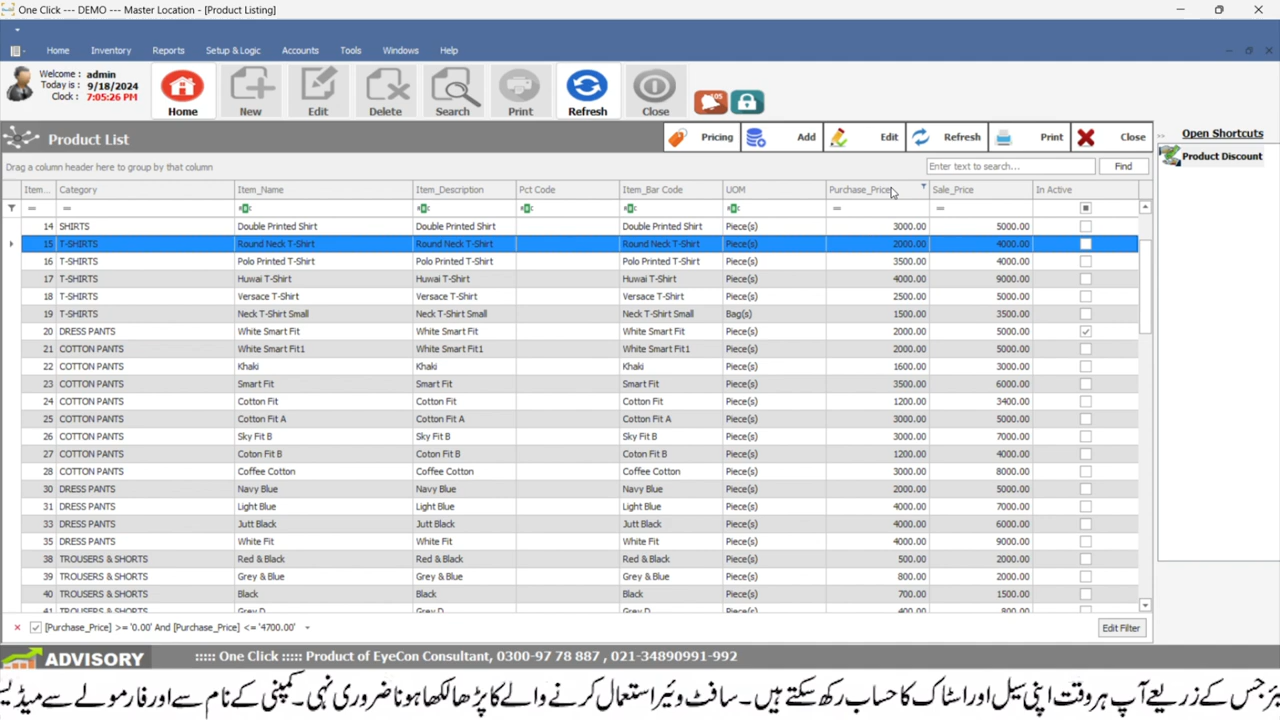 One Click --- DEMO --- Master Location - [Product Listing]
Home Inventory Reports Setup & Logic Accounts Tools Windows Help
Welcome : admin
Today is : 9/18/2024
Clock : 7:05:26 PM
Home New Edit Delete Search Print Refresh Close
105
Product List
Pricing Add Edit Refresh Print Close
Open Shortcuts
Product Discount
Drag a column header here to group by that column
Enter text to search... Find
Item... Category Item_Name Item_Description Pct Code Item_Bar Code UOM Purchase_Price Sale_Price In Active
14 SHIRTS Double Printed Shirt Double Printed Shirt Double Printed Shirt Piece(s) 3000.00 5000.00
15 T-SHIRTS Round Neck T-Shirt Round Neck T-Shirt Round Neck T-Shirt Piece(s) 2000.00 4000.00
16 T-SHIRTS Polo Printed T-Shirt Polo Printed T-Shirt Polo Printed T-Shirt Piece(s) 3500.00 4000.00
17 T-SHIRTS Huwai T-Shirt Huwai T-Shirt Huwai T-Shirt Piece(s) 4000.00 9000.00
18 T-SHIRTS Versace T-Shirt Versace T-Shirt Versace T-Shirt Piece(s) 2500.00 5000.00
19 T-SHIRTS Neck T-Shirt Small Neck T-Shirt Small Neck T-Shirt Small Bag(s) 1500.00 3500.00
20 DRESS PANTS White Smart Fit White Smart Fit White Smart Fit Piece(s) 2000.00 5000.00
21 COTTON PANTS White Smart Fit1 White Smart Fit1 White Smart Fit1 Piece(s) 2000.00 5000.00
22 COTTON PANTS Khaki Khaki Khaki Piece(s) 1600.00 3000.00
23 COTTON PANTS Smart Fit Smart Fit Smart Fit Piece(s) 3500.00 6000.00
24 COTTON PANTS Cotton Fit Cotton Fit Cotton Fit Piece(s) 1200.00 3400.00
25 COTTON PANTS Cotton Fit A Cotton Fit A Cotton Fit A Piece(s) 3000.00 5000.00
26 COTTON PANTS Sky Fit B Sky Fit B Sky Fit B Piece(s) 3000.00 7000.00
27 COTTON PANTS Coton Fit B Coton Fit B Coton Fit B Piece(s) 1200.00 4000.00
28 COTTON PANTS Coffee Cotton Coffee Cotton Coffee Cotton Piece(s) 3000.00 8000.00
30 DRESS PANTS Navy Blue Navy Blue Navy Blue Piece(s) 2000.00 5000.00
31 DRESS PANTS Light Blue Light Blue Light Blue Piece(s) 4000.00 7000.00
33 DRESS PANTS Jutt Black Jutt Black Jutt Black Piece(s) 4000.00 6000.00
35 DRESS PANTS White Fit White Fit White Fit Piece(s) 4000.00 9000.00
38 TROUSERS & SHORTS Red & Black Red & Black Red & Black Piece(s) 500.00 2000.00
39 TROUSERS & SHORTS Grey & Blue Grey & Blue Grey & Blue Piece(s) 800.00 2000.00
40 TROUSERS & SHORTS Black Black Black Piece(s) 700.00 1500.00
41 TROUSERS & SHORTS Grey D Grey D Grey D Piece(s) 400.00 800.00
[Purchase_Price] >= '0.00' And [Purchase_Price] <= '4700.00' Edit Filter
ADVISORY ::::: One Click ::::: Product of EyeCon Consultant, 0300-97 78 887 , 021-34890991-992
جس کے زریعے آپ ہر وقت اپنی سیل اور اسٹاک کا حساب رکھ سکتے ہیں۔ سافٹ وئیر استعمال کرنے والے کا پڑھا لکھا ہونا ضروری نہی۔ کمپنی کے نام سے اور فارمولے سے